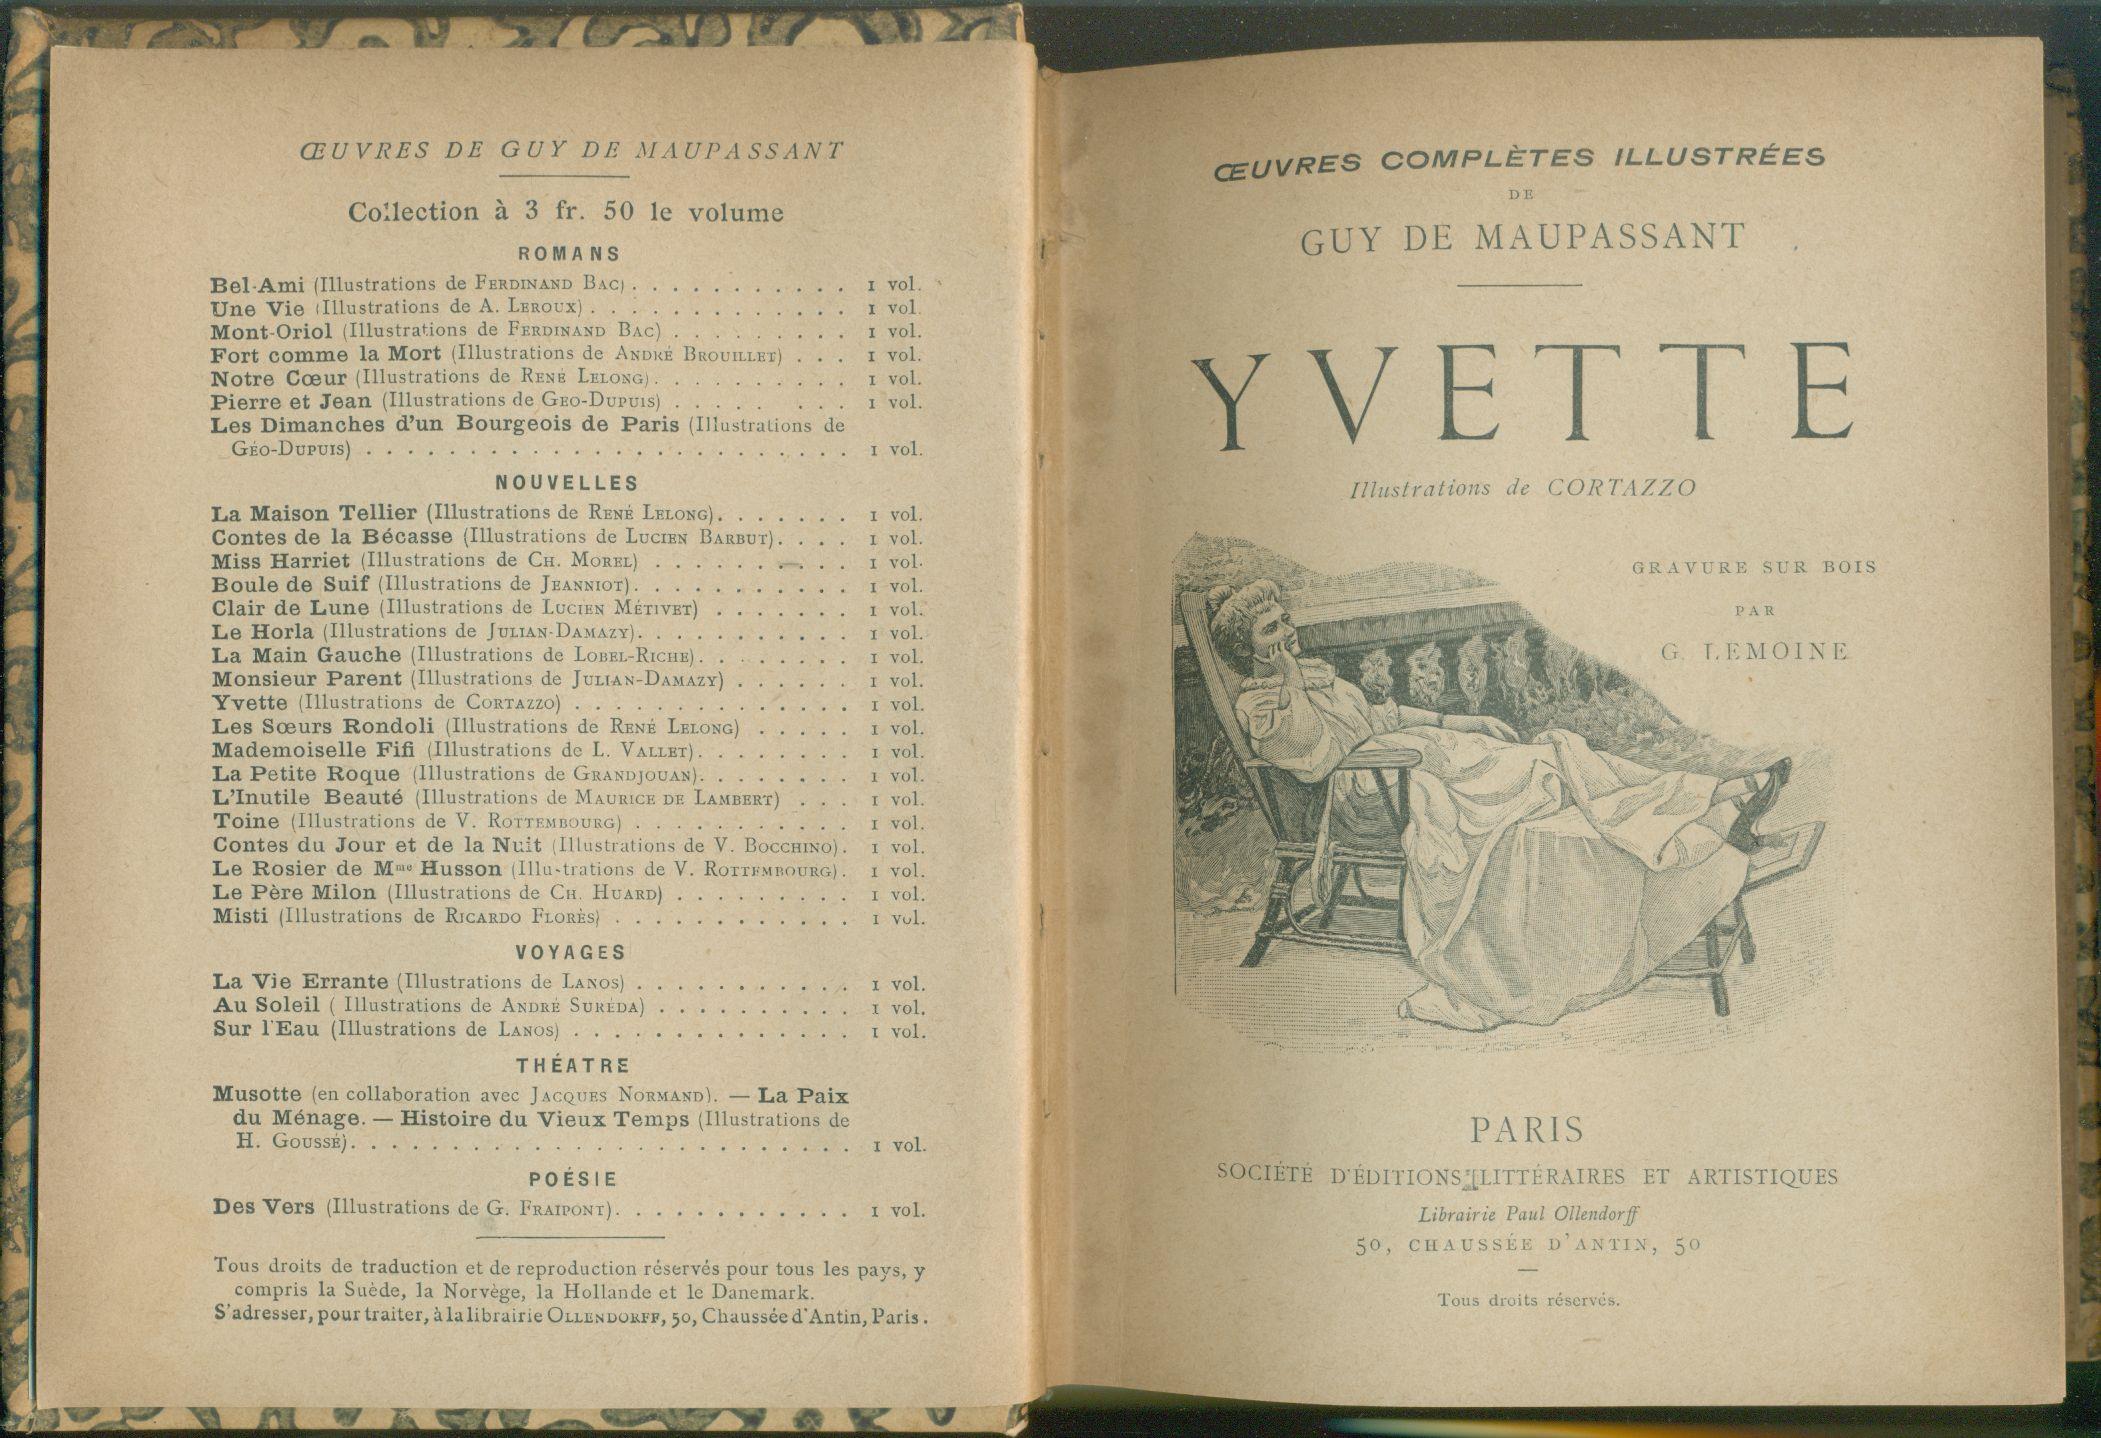 ŒUVRES DE GUY DE MAUPASSANT
Collection à 3 fr. 50 le volume
ROMANS
Bel-Ami (Illustrations de FERDINAND BAC). . . . . . . . . . . 1 vol.
Une Vie (Illustrations de A. LEROUX) . . . . . . . . . . . . . 1 vol.
Mont-Oriol (Illustrations de FERDINAND BAC) . . . . . . . . . 1 vol.
Fort comme la Mort (Illustrations de ANDRÉ BROUILLET) . . . 1 vol.
Notre Cœur (Illustrations de RENÉ LELONG). . . . . . . . . . 1 vol.
Pierre et Jean (Illustrations de GEO-DUPUIS) . . . . . . . . 1 vol.
Les Dimanches d'un Bourgeois de Paris (Illustrations de
GÉO-DUPUIS) . . . . . . . . . . . . . . . . . . . . . . . . 1 vol.
NOUVELLES
La Maison Tellier (Illustrations de RENÉ LELONG). . . . . . . 1 vol.
Contes de la Bécasse (Illustrations de LUCIEN BARBUT). . . . 1 vol.
Miss Harriet (Illustrations de CH. MOREL) . . . . . . . . . . 1 vol.
Boule de Suif (Illustrations de JEANNIOT). . . . . . . . . . . 1 vol.
Clair de Lune (Illustrations de LUCIEN MÉTIVET) . . . . . . . 1 vol.
Le Horla (Illustrations de JULIAN-DAMAZY). . . . . . . . . . . 1 vol.
La Main Gauche (Illustrations de LOBEL-RICHE). . . . . . . . 1 vol.
Monsieur Parent (Illustrations de JULIAN-DAMAZY) . . . . . . 1 vol.
Yvette (Illustrations de CORTAZZO) . . . . . . . . . . . . . . 1 vol.
Les Sœurs Rondoli (Illustrations de RENÉ LELONG) . . . . . 1 vol.
Mademoiselle Fifi (Illustrations de L. VALLET). . . . . . . . 1 vol.
La Petite Roque (Illustrations de GRANDJOUAN). . . . . . . . 1 vol.
L'Inutile Beauté (Illustrations de MAURICE DE LAMBERT) . . . 1 vol.
Toine (Illustrations de V. ROTTEMBOURG) . . . . . . . . . . . 1 vol.
Contes du Jour et de la Nuit (Illustrations de V. BOCCHINO). 1 vol.
Le Rosier de Mme Husson (Illustrations de V. ROTTEMBOURG). 1 vol.
Le Père Milon (Illustrations de CH. HUARD) . . . . . . . . . 1 vol.
Misti (Illustrations de RICARDO FLORÈS) . . . . . . . . . . . 1 vol.
VOYAGES
La Vie Errante (Illustrations de LANOS) . . . . . . . . . . . 1 vol.
Au Soleil ( Illustrations de ANDRÉ SURÉDA) . . . . . . . . . . 1 vol.
Sur l'Eau (Illustrations de LANOS) . . . . . . . . . . . . . . 1 vol.
THÉATRE
Musotte (en collaboration avec JACQUES NORMAND). — La Paix
du Ménage. — Histoire du Vieux Temps (Illustrations de
H. GOUSSÉ). . . . . . . . . . . . . . . . . . . . . . . . . 1 vol.
POÉSIE
Des Vers (Illustrations de G. FRAIPONT). . . . . . . . . . . . 1 vol.
Tous droits de traduction et de reproduction réservés pour tous les pays, y
compris la Suède, la Norvège, la Hollande et le Danemark.
S'adresser, pour traiter, à la librairie OLLENDORFF, 50, Chaussée d'Antin, Paris.
ŒUVRES COMPLÈTES ILLUSTRÉES
DE
GUY DE MAUPASSANT
YVETTE
Illustrations de CORTAZZO
GRAVURE SUR BOIS
PAR
G. LEMOINE
PARIS
SOCIÉTÉ D'ÉDITIONS LITTÉRAIRES ET ARTISTIQUES
Librairie Paul Ollendorff
50, CHAUSSÉE D'ANTIN, 50
Tous droits réservés.